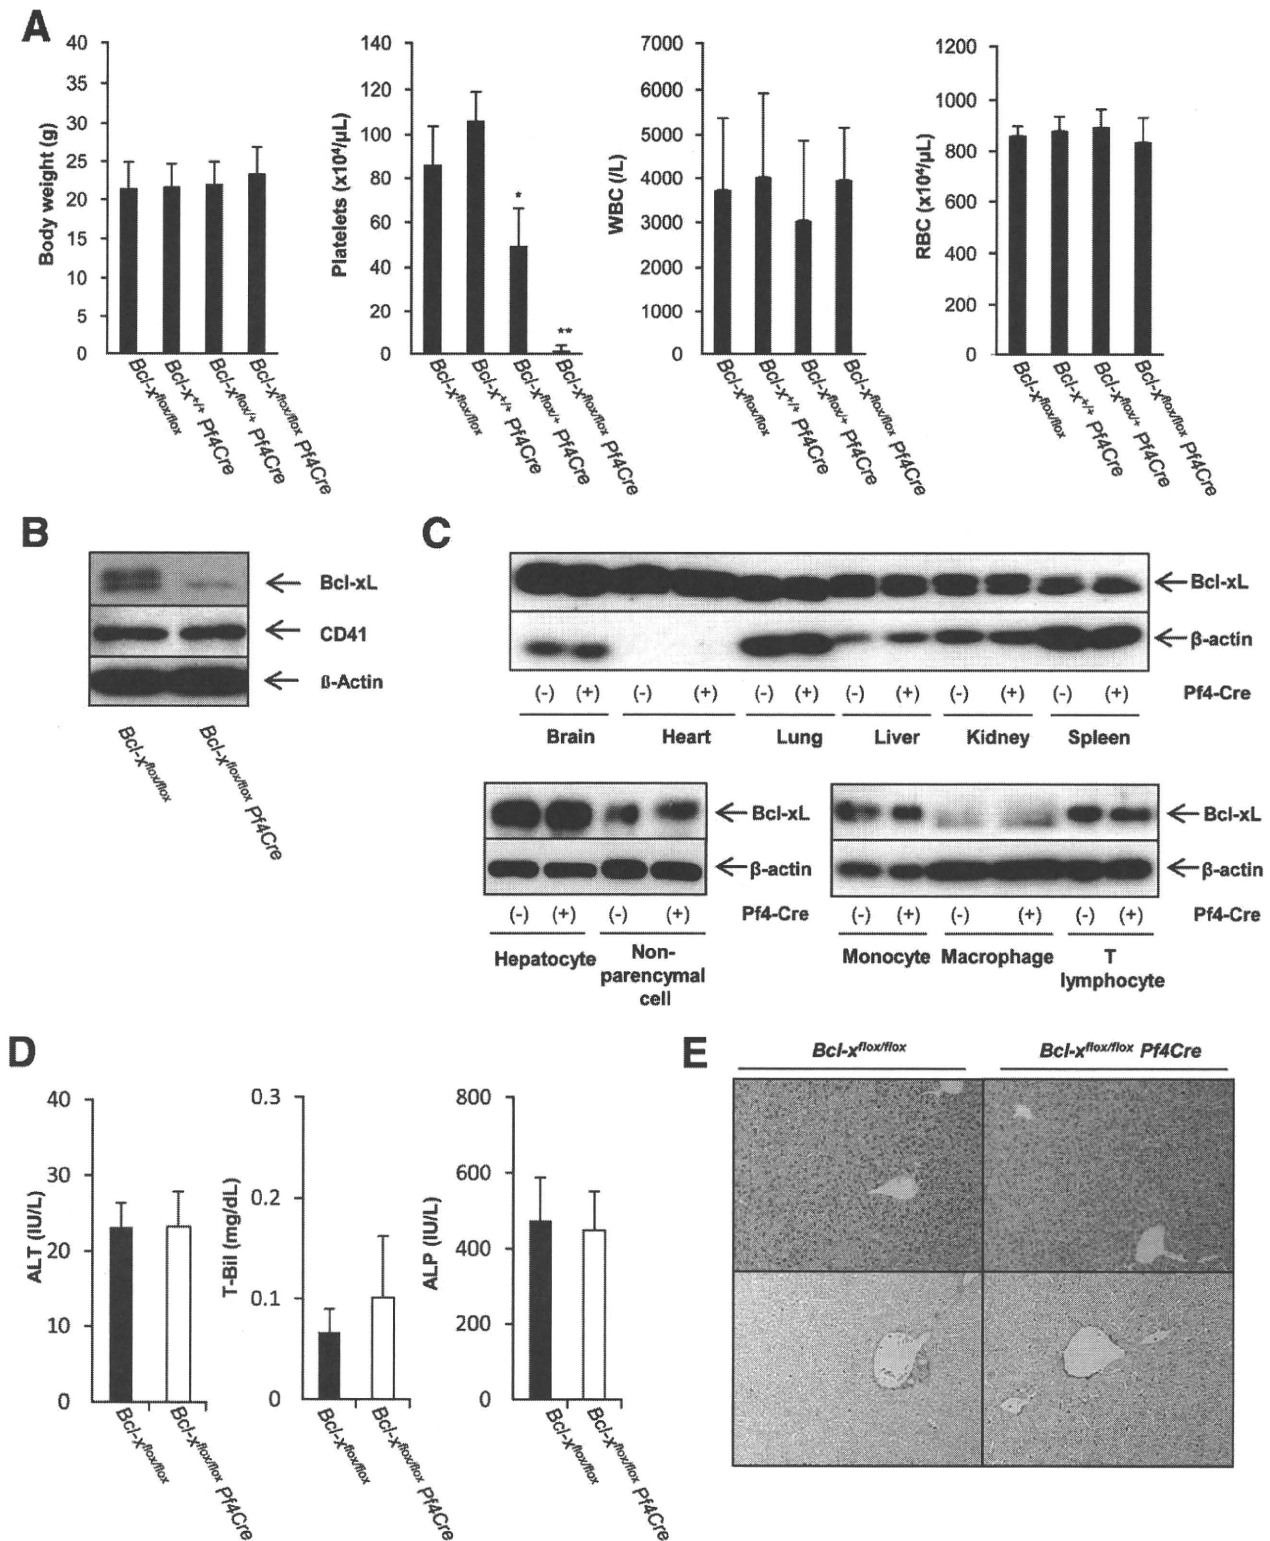 A
Body weight (g)
40
35
30
25
20
15
10
5
0
Bcl-x^flox/flox
Bcl-x^+/+ Pf4Cre
Bcl-x^flox/+ Pf4Cre
Bcl-x^flox/flox Pf4Cre
Platelets (x10⁴/μL)
140
120
100
80
60
40
20
0
*
**
Bcl-x^flox/flox
Bcl-x^+/+ Pf4Cre
Bcl-x^flox/+ Pf4Cre
Bcl-x^flox/flox Pf4Cre
WBC (/L)
7000
6000
5000
4000
3000
2000
1000
0
Bcl-x^flox/flox
Bcl-x^+/+ Pf4Cre
Bcl-x^flox/+ Pf4Cre
Bcl-x^flox/flox Pf4Cre
RBC (x10⁴/μL)
1200
1000
800
600
400
200
0
Bcl-x^flox/flox
Bcl-x^+/+ Pf4Cre
Bcl-x^flox/+ Pf4Cre
Bcl-x^flox/flox Pf4Cre
B
Bcl-xL
CD41
ß-Actin
Bcl-x^flox/flox
Bcl-x^flox/flox Pf4Cre
C
Bcl-xL
β-actin
(-) (+) (-) (+) (-) (+) (-) (+) (-) (+) (-) (+) Pf4-Cre
Brain Heart Lung Liver Kidney Spleen
Bcl-xL
β-actin
(-) (+) (-) (+) Pf4-Cre
Hepatocyte Non-
parencymal
cell
Bcl-xL
β-actin
(-) (+) (-) (+) (-) (+) Pf4-Cre
Monocyte Macrophage T
lymphocyte
D
ALT (IU/L)
40
30
20
10
0
Bcl-x^flox/flox
Bcl-x^flox/flox Pf4Cre
T-Bil (mg/dL)
0.3
0.2
0.1
0
Bcl-x^flox/flox
Bcl-x^flox/flox Pf4Cre
ALP (IU/L)
800
600
400
200
0
Bcl-x^flox/flox
Bcl-x^flox/flox Pf4Cre
E
Bcl-x^flox/flox
Bcl-x^flox/flox Pf4Cre